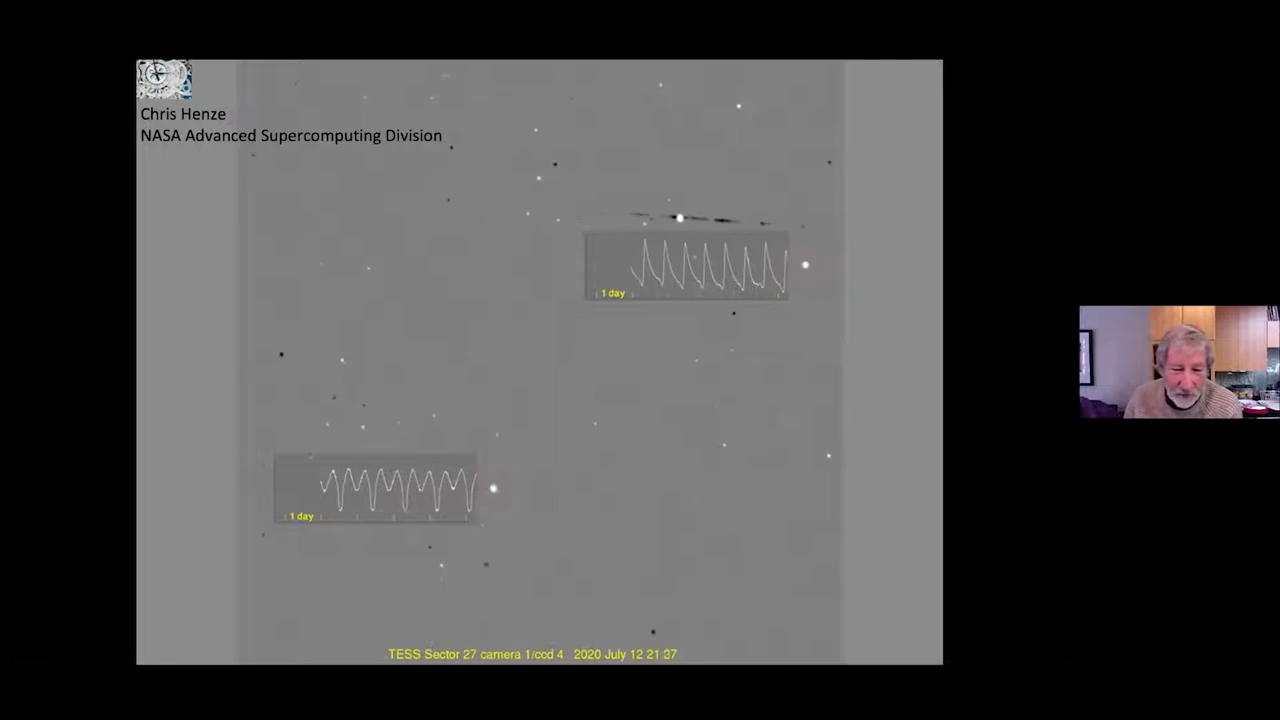 Chris Henze
NASA Advanced Supercomputing Division
1 day
1 day
TESS Sector 27 camera 1/ccd 4 2020 July 12 21:37